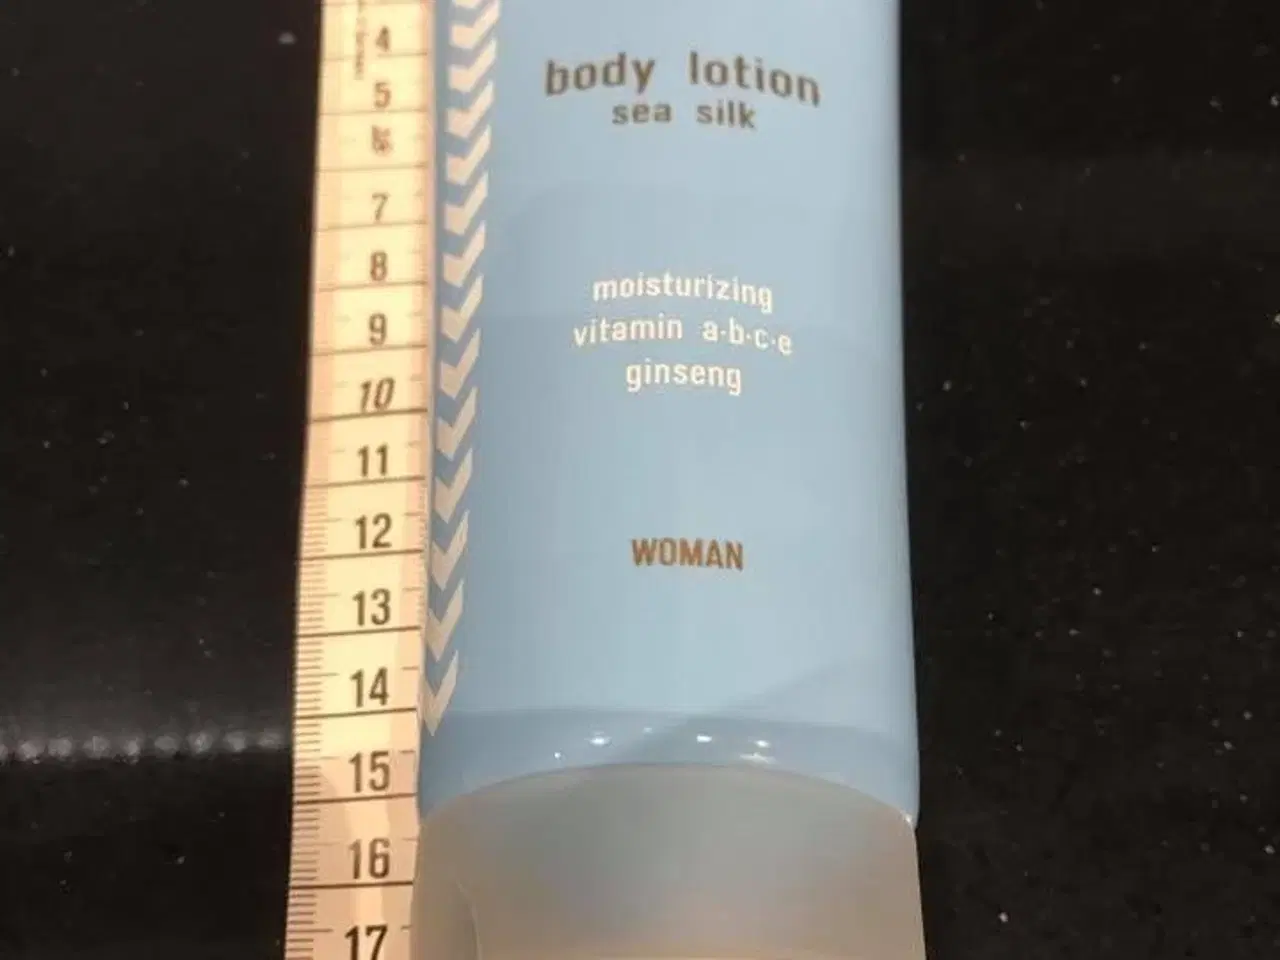 body lotion
sea silk
moisturizing
vitamin a·b·c·e
ginseng
WOMAN
4
5
7
8
9
10
11
12
13
14
15
16
17